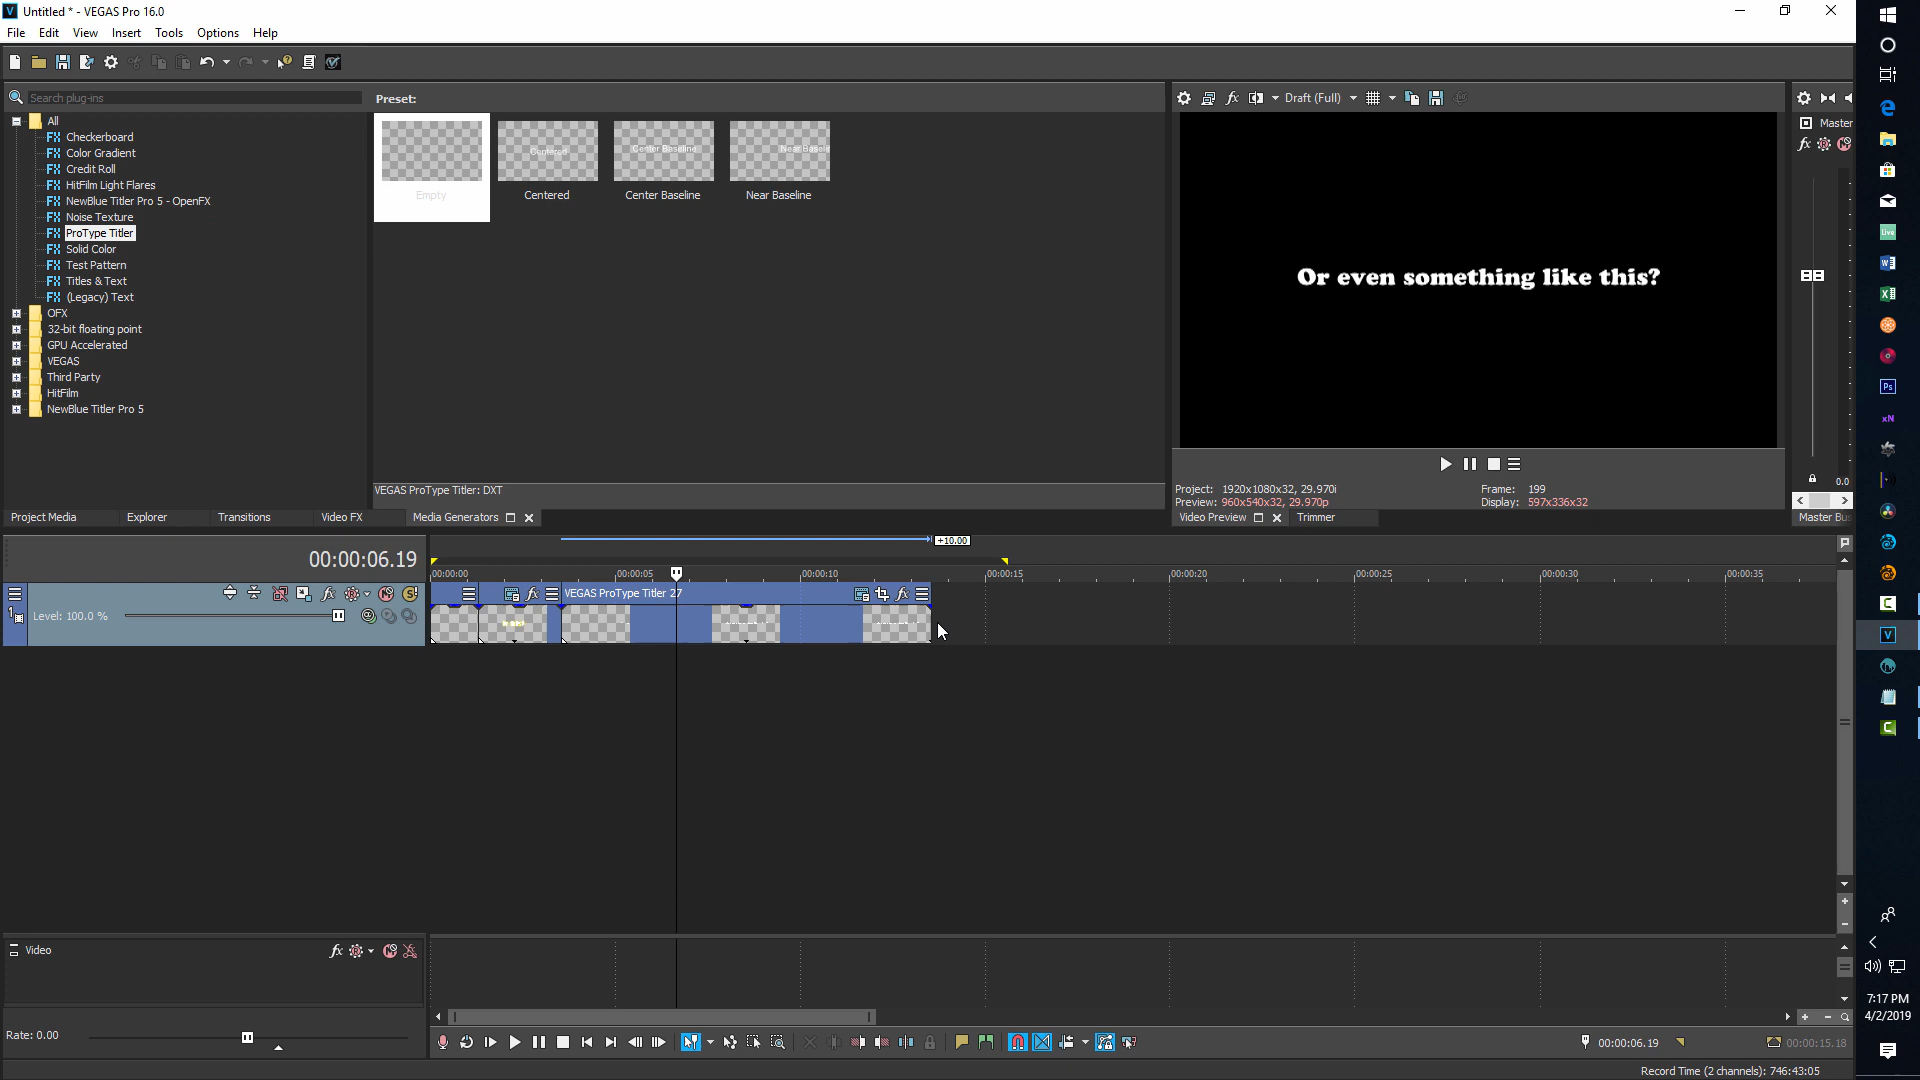 Untitled * - VEGAS Pro 16.0
File Edit View Insert Tools Options Help
Search plug-ins
All
Checkerboard
Color Gradient
Credit Roll
HitFilm Light Flares
NewBlue Titler Pro 5 - OpenFX
Noise Texture
ProType Titler
Solid Color
Test Pattern
Titles & Text
(Legacy) Text
OFX
32-bit floating point
GPU Accelerated
VEGAS
Third Party
HitFilm
NewBlue Titler Pro 5
Preset:
Centered
Center Baseline
Empty
Centered
Center Baseline
Near Baseline
VEGAS ProType Titler: DXT
Project Media
Explorer
Transitions
Video FX
Media Generators
Draft (Full)
Or even something like this?
Project: 1920x1080x32, 29.970i
Frame: 199
Preview: 960x540x32, 29.970p
Display: 597x336x32
Video Preview
Trimmer
Master
0.0
Master Bus
00:00:06.19
+10.00
00:00:00
00:00:05
00:00:10
00:00:15
00:00:20
00:00:25
00:00:30
00:00:35
1
Level: 100.0 %
VEGAS ProType Titler 27
Video
Rate: 0.00
00:00:06.19
00:00:15.18
Record Time (2 channels): 746:43:05
Live
Ps
xN
7:17 PM
4/2/2019